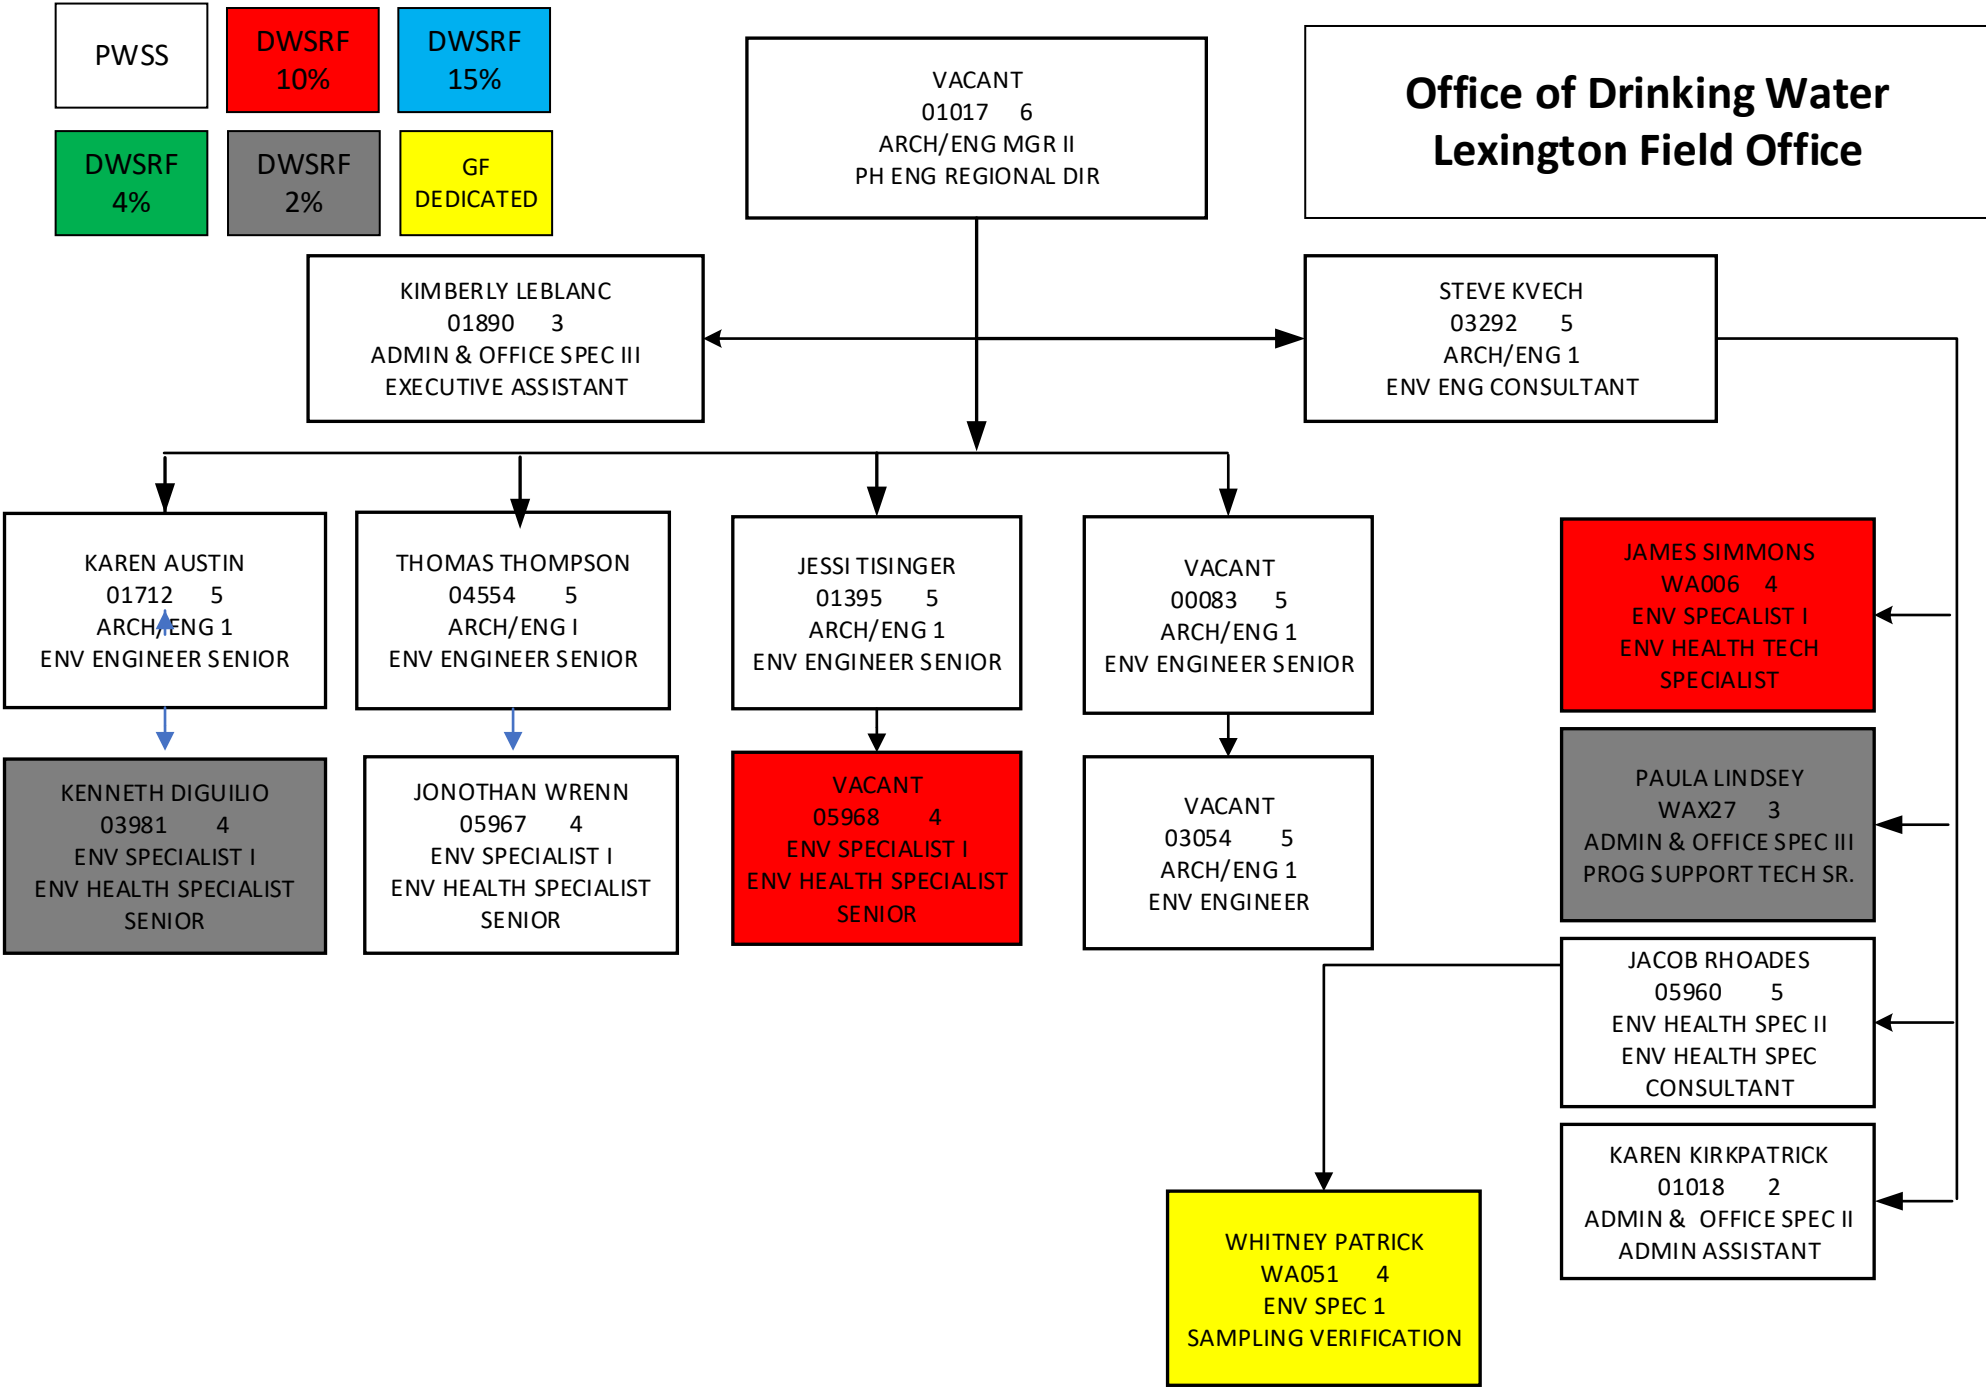 PWSS
DWSRF
10%
DWSRF
15%
DWSRF
4%
DWSRF
2%
GF
DEDICATED
VACANT
01017 6
ARCH/ENG MGR II
PH ENG REGIONAL DIR
Office of Drinking Water
Lexington Field Office
KIMBERLY LEBLANC
01890 3
ADMIN & OFFICE SPEC III
EXECUTIVE ASSISTANT
STEVE KVECH
03292 5
ARCH/ENG 1
ENV ENG CONSULTANT
KAREN AUSTIN
01712 5
ARCH/ENG 1
ENV ENGINEER SENIOR
THOMAS THOMPSON
04554 5
ARCH/ENG I
ENV ENGINEER SENIOR
JESSI TISINGER
01395 5
ARCH/ENG 1
ENV ENGINEER SENIOR
VACANT
00083 5
ARCH/ENG 1
ENV ENGINEER SENIOR
JAMES SIMMONS
WA006 4
ENV SPECALIST I
ENV HEALTH TECH
SPECIALIST
KENNETH DIGUILIO
03981 4
ENV SPECIALIST I
ENV HEALTH SPECIALIST
SENIOR
JONOTHAN WRENN
05967 4
ENV SPECIALIST I
ENV HEALTH SPECIALIST
SENIOR
VACANT
05968 4
ENV SPECIALIST I
ENV HEALTH SPECIALIST
SENIOR
VACANT
03054 5
ARCH/ENG 1
ENV ENGINEER
PAULA LINDSEY
WAX27 3
ADMIN & OFFICE SPEC III
PROG SUPPORT TECH SR.
JACOB RHOADES
05960 5
ENV HEALTH SPEC II
ENV HEALTH SPEC
CONSULTANT
KAREN KIRKPATRICK
01018 2
ADMIN & OFFICE SPEC II
ADMIN ASSISTANT
WHITNEY PATRICK
WA051 4
ENV SPEC 1
SAMPLING VERIFICATION